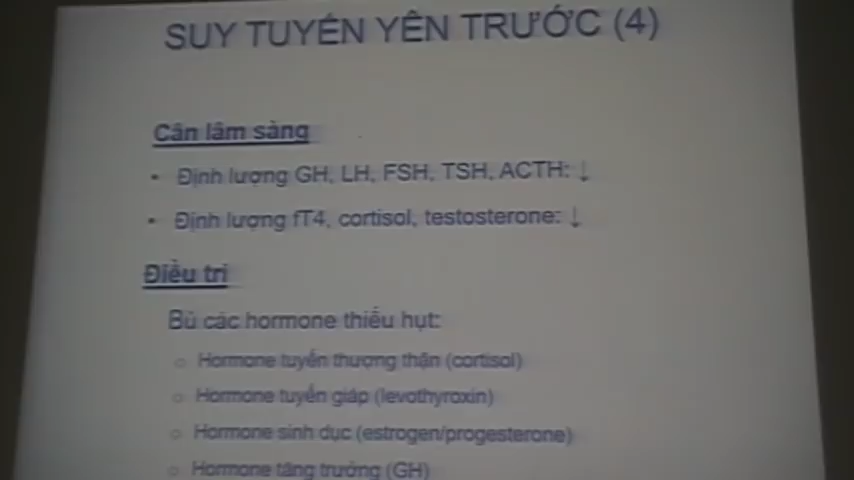 SUY TUYẾN YÊN TRƯỚC (4)
Cận lâm sàng
• Định lượng GH, LH, FSH, TSH, ACTH: ↓
• Định lượng fT4, cortisol, testosterone: ↓
Điều trị
Bù các hormone thiếu hụt:
○ Hormone tuyến thượng thận (cortisol)
○ Hormone tuyến giáp (levothyroxin)
○ Hormone sinh dục (estrogen/progesterone)
○ Hormone tăng trưởng (GH)